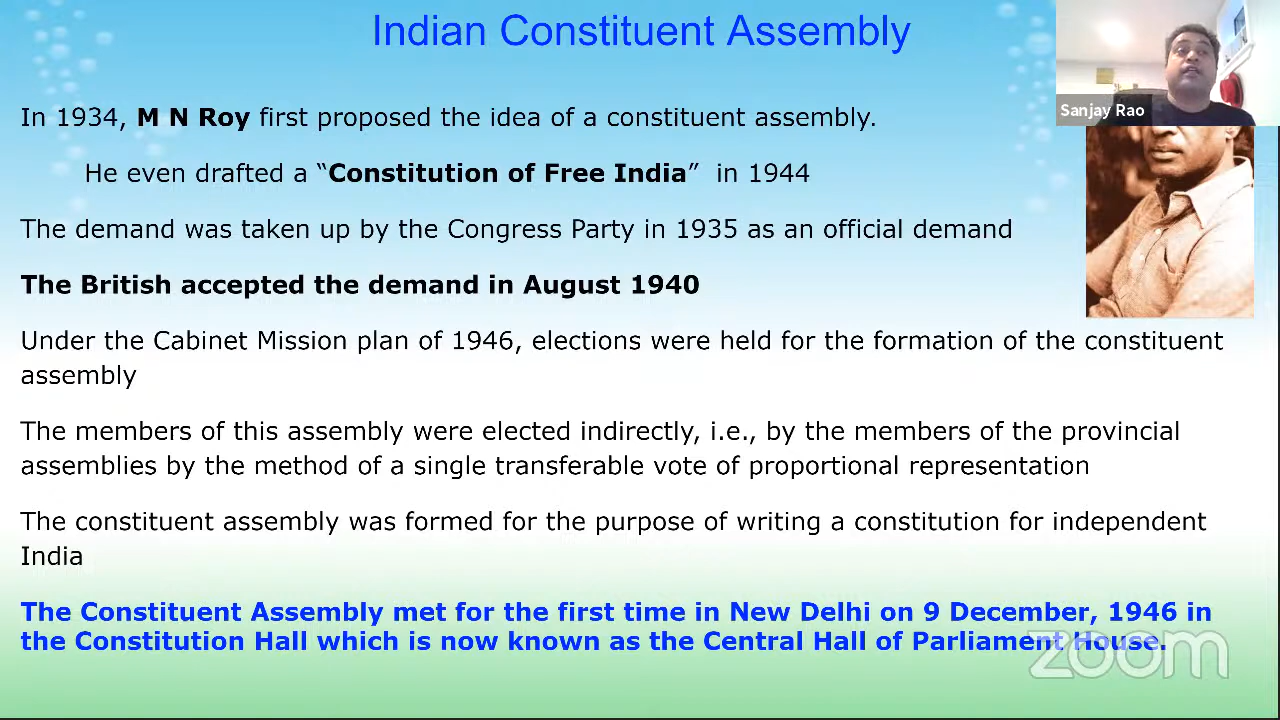 Indian Constituent Assembly
Sanjay Rao
In 1934, M N Roy first proposed the idea of a constituent assembly.
He even drafted a “Constitution of Free India”  in 1944
The demand was taken up by the Congress Party in 1935 as an official demand
The British accepted the demand in August 1940
Under the Cabinet Mission plan of 1946, elections were held for the formation of the constituent
assembly
The members of this assembly were elected indirectly, i.e., by the members of the provincial
assemblies by the method of a single transferable vote of proportional representation
The constituent assembly was formed for the purpose of writing a constitution for independent
India
The Constituent Assembly met for the first time in New Delhi on 9 December, 1946 in
the Constitution Hall which is now known as the Central Hall of Parliament House.
zoom